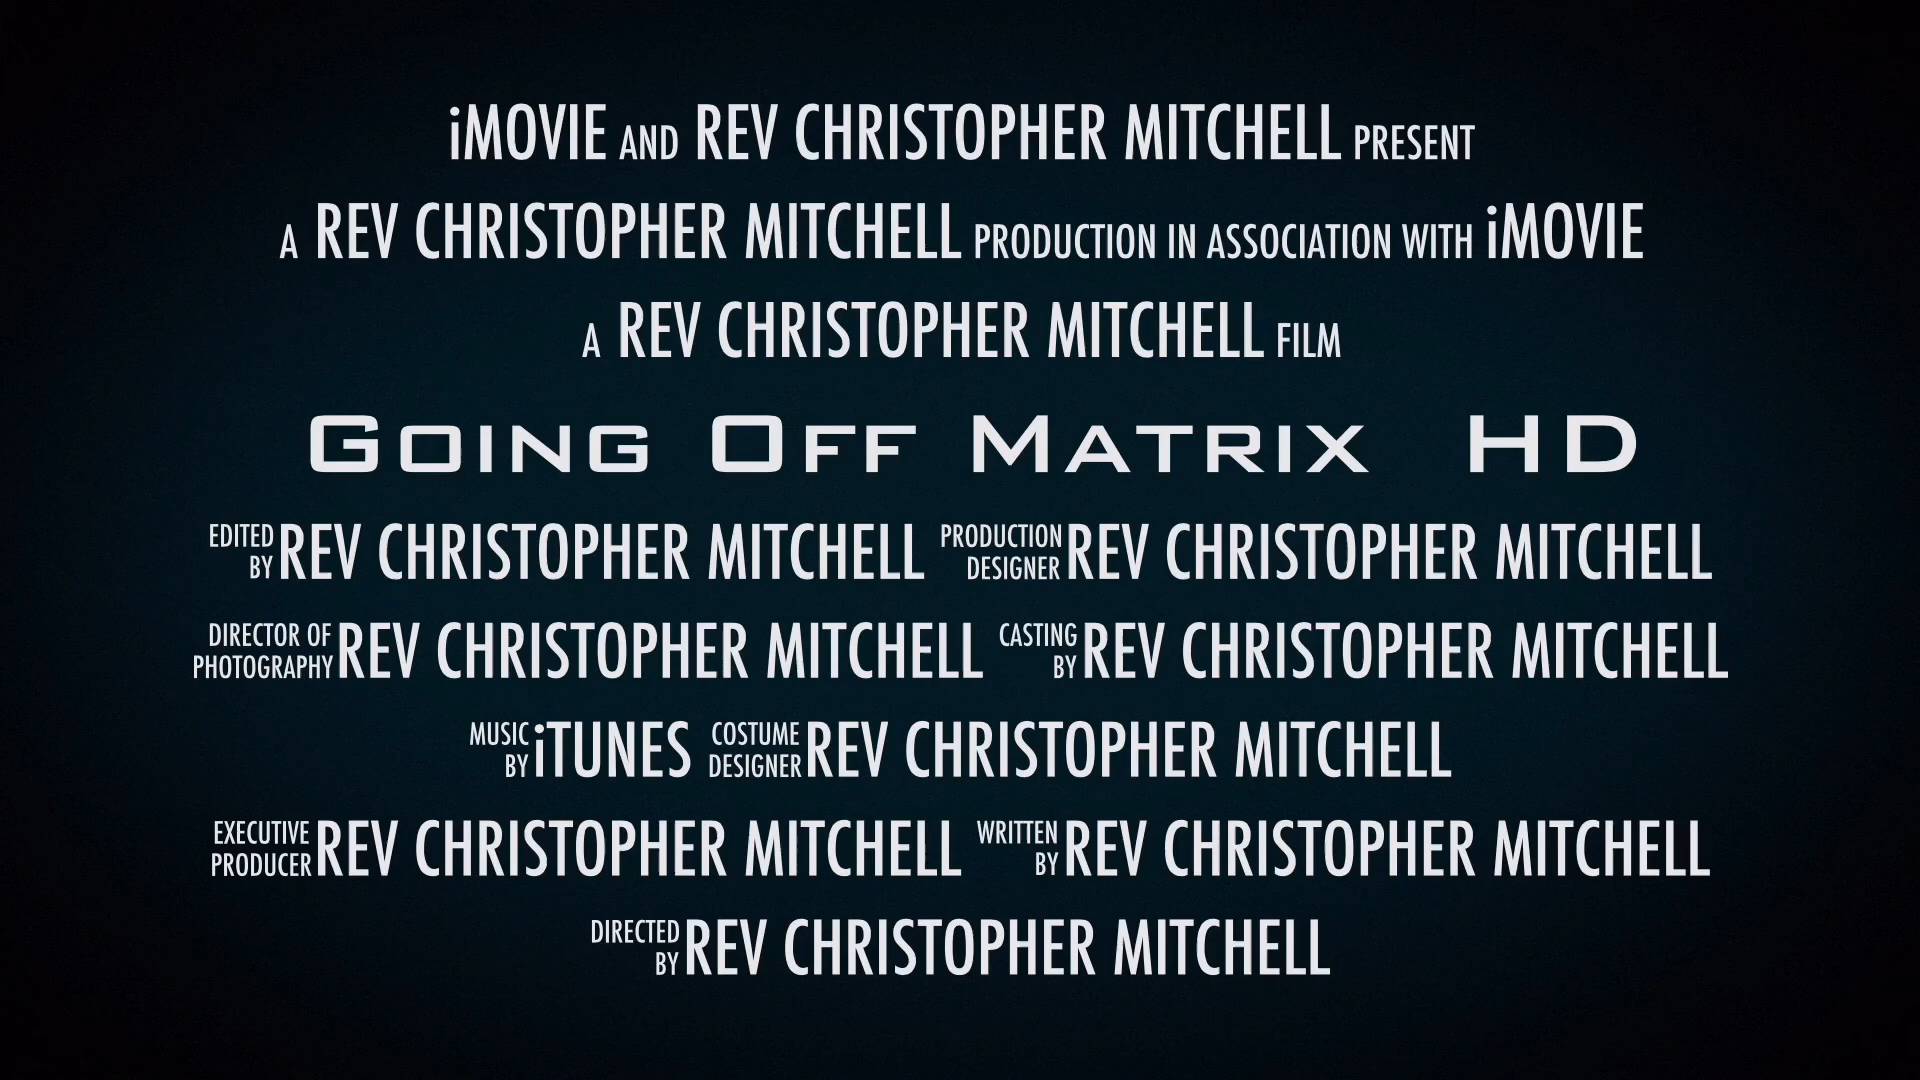 iMOVIE AND REV CHRISTOPHER MITCHELL PRESENT
A REV CHRISTOPHER MITCHELL PRODUCTION IN ASSOCIATION WITH iMOVIE
A REV CHRISTOPHER MITCHELL FILM
GOING OFF MATRIX HD
EDITED BY REV CHRISTOPHER MITCHELL PRODUCTION DESIGNER REV CHRISTOPHER MITCHELL
DIRECTOR OF PHOTOGRAPHY REV CHRISTOPHER MITCHELL CASTING BY REV CHRISTOPHER MITCHELL
MUSIC BY iTUNES COSTUME DESIGNER REV CHRISTOPHER MITCHELL
EXECUTIVE PRODUCER REV CHRISTOPHER MITCHELL WRITTEN BY REV CHRISTOPHER MITCHELL
DIRECTED BY REV CHRISTOPHER MITCHELL